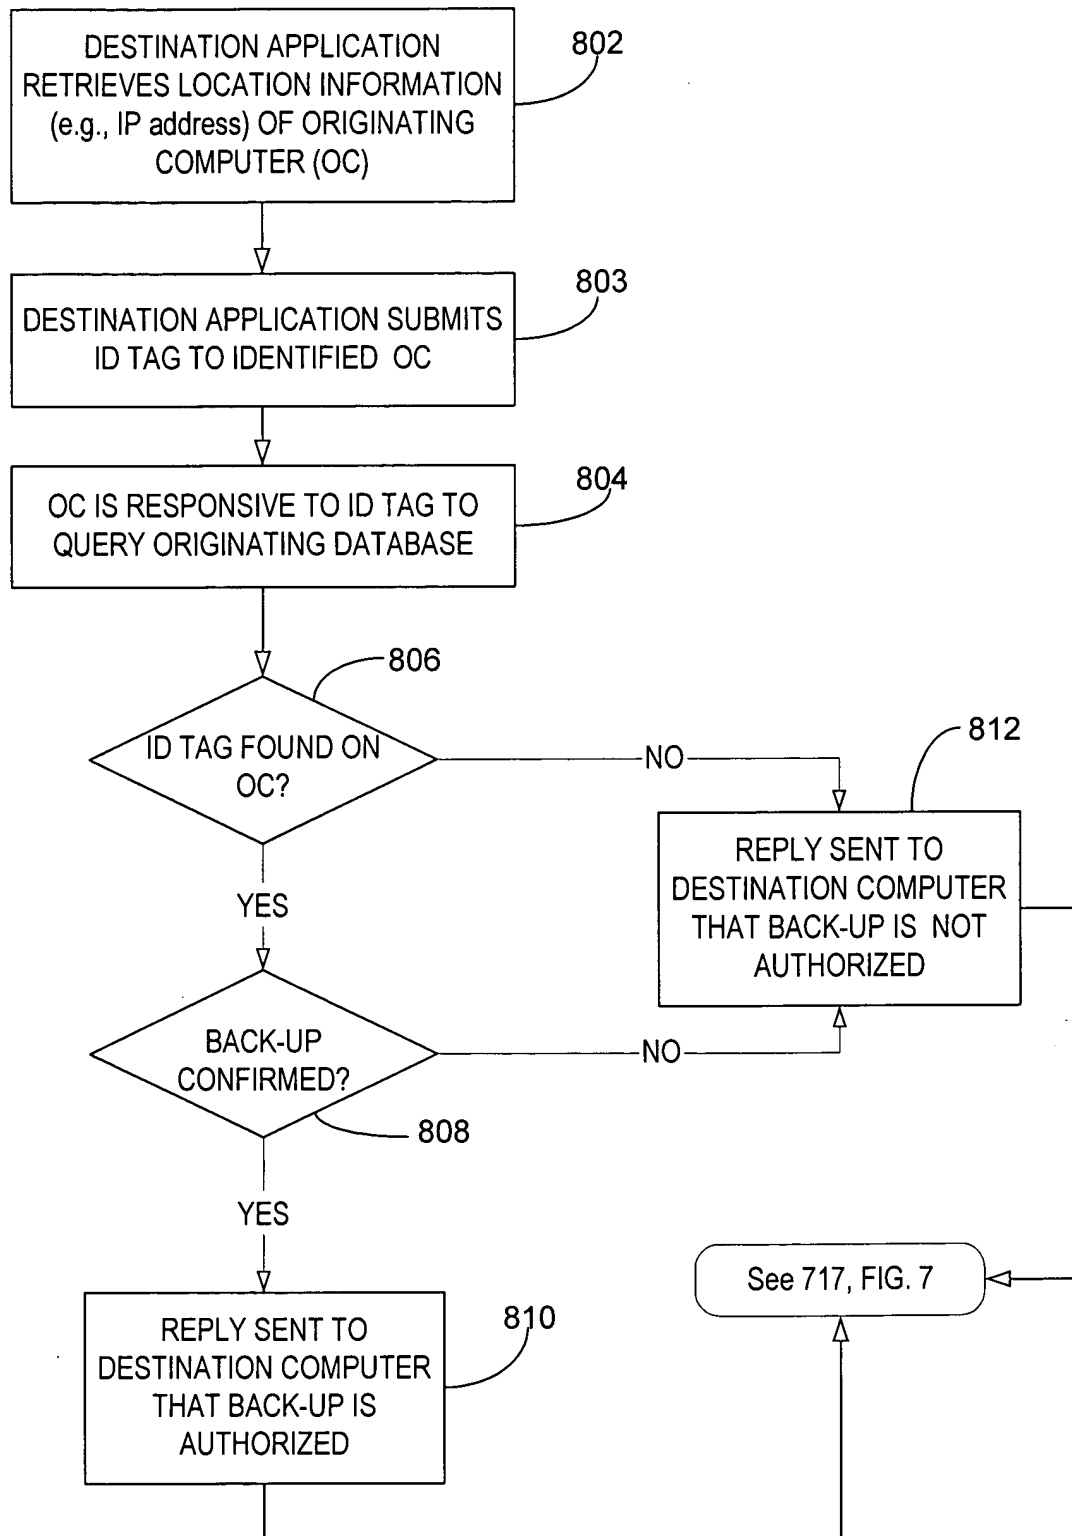 DESTINATION APPLICATION
RETRIEVES LOCATION INFORMATION
(e.g., IP address) OF ORIGINATING
COMPUTER (OC)
802
DESTINATION APPLICATION SUBMITS
ID TAG TO IDENTIFIED OC
803
OC IS RESPONSIVE TO ID TAG TO
QUERY ORIGINATING DATABASE
804
ID TAG FOUND ON
OC?
806
NO
YES
REPLY SENT TO
DESTINATION COMPUTER
THAT BACK-UP IS NOT
AUTHORIZED
812
BACK-UP
CONFIRMED?
808
NO
YES
REPLY SENT TO
DESTINATION COMPUTER
THAT BACK-UP IS
AUTHORIZED
810
See 717, FIG. 7